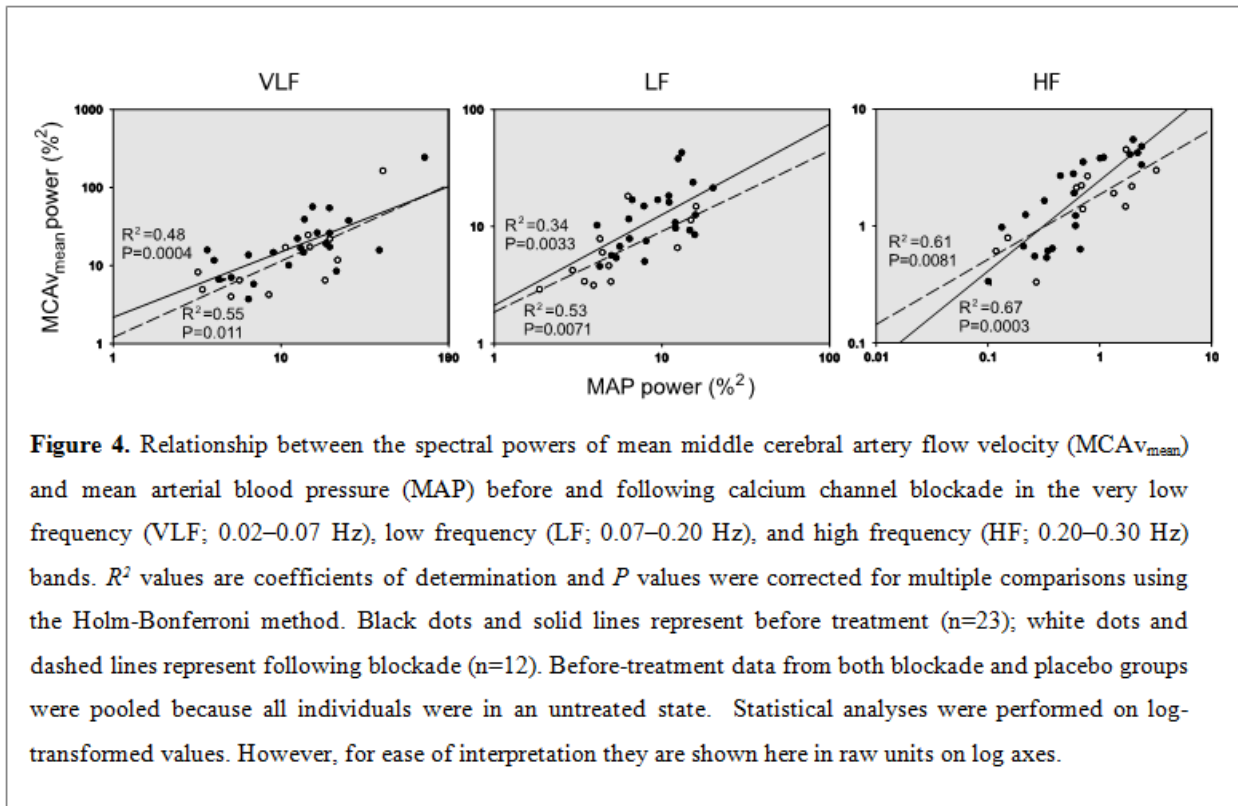 VLF
LF
HF
MCAv_mean power (%²)
1000
100
10
1
R²=0.48
P=0.0004
R²=0.55
P=0.011
1
10
100
100
10
1
R²=0.34
P=0.0033
R²=0.53
P=0.0071
1
10
100
10
1
0.1
R²=0.61
P=0.0081
R²=0.67
P=0.0003
0.01
0.1
1
10
MAP power (%²)
Figure 4. Relationship between the spectral powers of mean middle cerebral artery flow velocity (MCAv_mean)
and mean arterial blood pressure (MAP) before and following calcium channel blockade in the very low
frequency (VLF; 0.02–0.07 Hz), low frequency (LF; 0.07–0.20 Hz), and high frequency (HF; 0.20–0.30 Hz)
bands. R² values are coefficients of determination and P values were corrected for multiple comparisons using
the Holm-Bonferroni method. Black dots and solid lines represent before treatment (n=23); white dots and
dashed lines represent following blockade (n=12). Before-treatment data from both blockade and placebo groups
were pooled because all individuals were in an untreated state. Statistical analyses were performed on log-
transformed values. However, for ease of interpretation they are shown here in raw units on log axes.